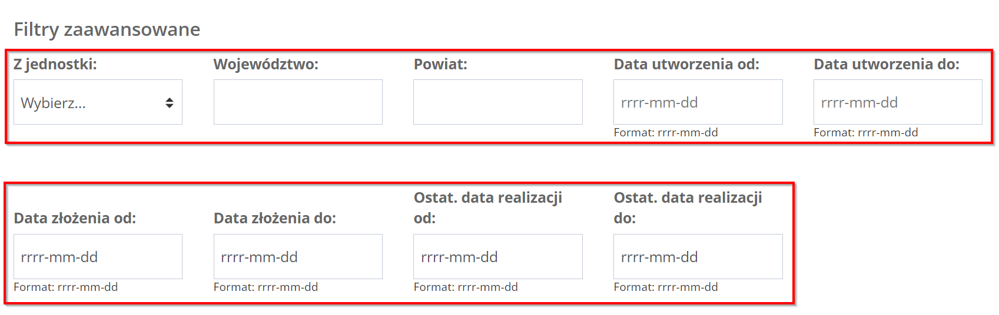 Filtry zaawansowane
Z jednostki: Województwo: Powiat: Data utworzenia od: Data utworzenia do:
Wybierz... rrrr-mm-dd rrrr-mm-dd
Format: rrrr-mm-dd Format: rrrr-mm-dd
Data złożenia od: Data złożenia do: Ostat. data realizacji od: Ostat. data realizacji do:
rrrr-mm-dd rrrr-mm-dd rrrr-mm-dd rrrr-mm-dd
Format: rrrr-mm-dd Format: rrrr-mm-dd Format: rrrr-mm-dd Format: rrrr-mm-dd